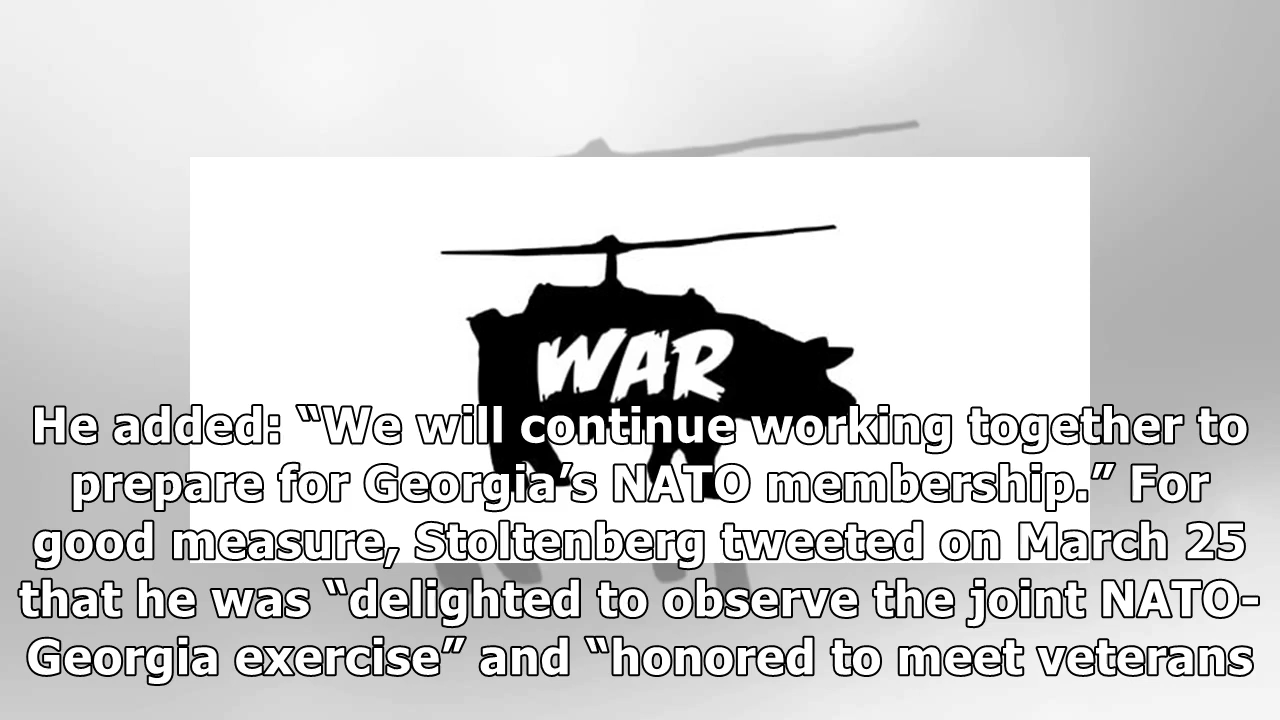 WAR
He added: “We will continue working together to
prepare for Georgia’s NATO membership.” For
good measure, Stoltenberg tweeted on March 25
that he was “delighted to observe the joint NATO-
Georgia exercise” and “honored to meet veterans